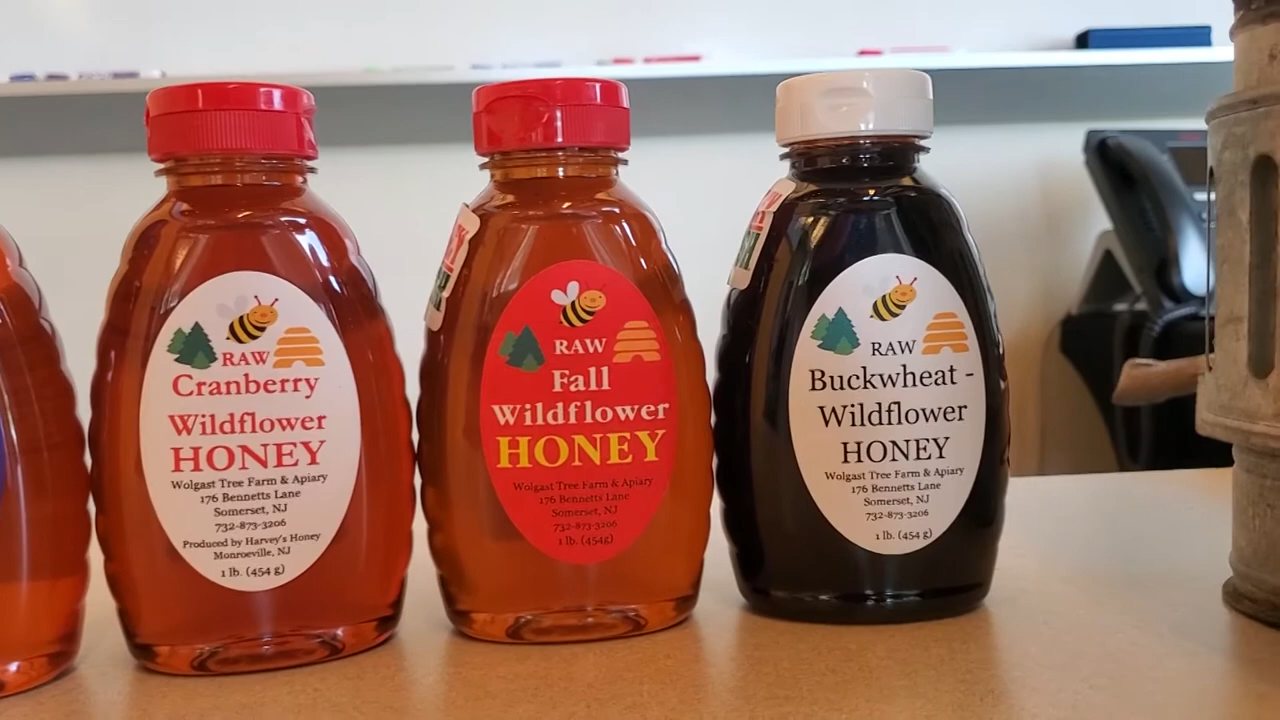 RAW
Cranberry
Wildflower
HONEY
Wolgast Tree Farm & Apiary
176 Bennetts Lane
Somerset, NJ
732-873-3206
Produced by Harvey's Honey
Monroeville, NJ
1 lb. (454 g)
RAW
Fall
Wildflower
HONEY
Wolgast Tree Farm & Apiary
176 Bennetts Lane
Somerset, NJ
732-873-3206
1 lb. (454g)
RAW
Buckwheat -
Wildflower
HONEY
Wolgast Tree Farm & Apiary
176 Bennetts Lane
Somerset, NJ
732-873-3206
1 lb. (454 g)